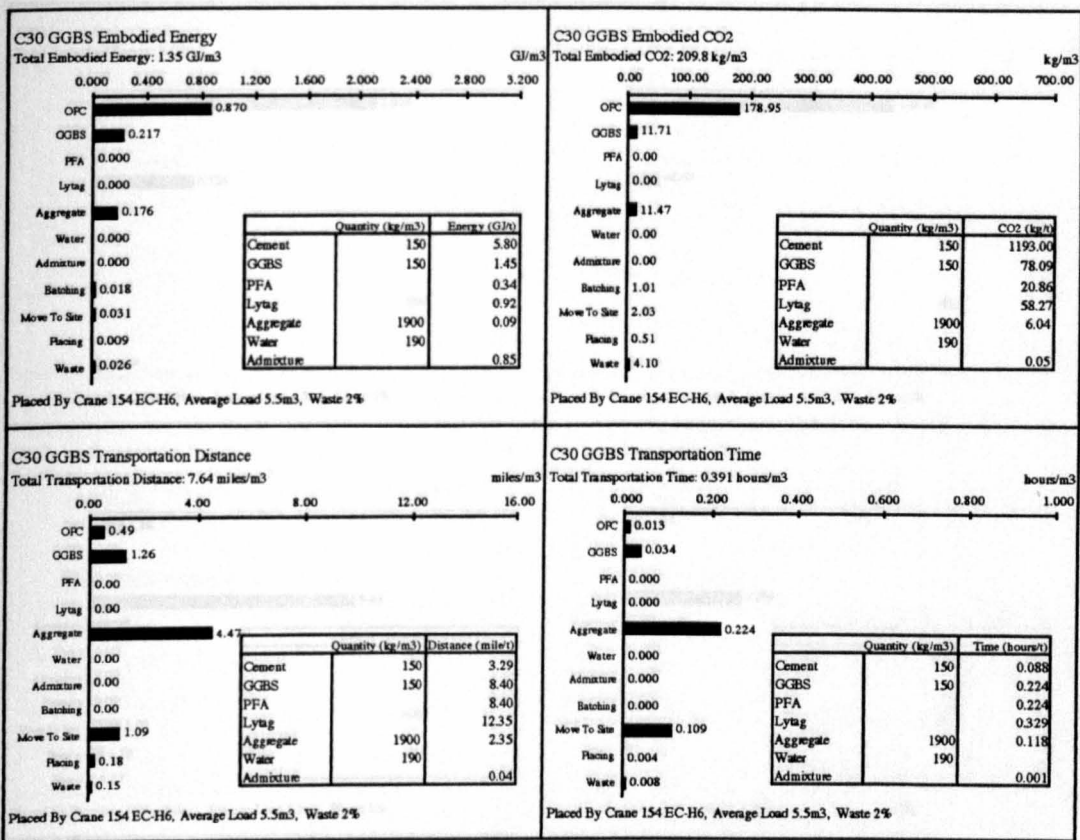 C30 GGBS Embodied Energy
Total Embodied Energy: 1.35 GJ/m3 GJ/m3
0.000 0.400 0.800 1.200 1.600 2.000 2.400 2.800 3.200
OPC 0.870
GGBS 0.217
PFA 0.000
Lytag 0.000
Aggregate 0.176
Water 0.000
Admixture 0.000
Batching 0.018
Move To Site 0.031
Placing 0.009
Waste 0.026
Quantity (kg/m3) Energy (GJ/t)
Cement 150 5.80
GGBS 150 1.45
PFA 0.34
Lytag 0.92
Aggregate 1900 0.09
Water 190
Admixture 0.85
Placed By Crane 154 EC-H6, Average Load 5.5m3, Waste 2%
C30 GGBS Embodied CO2
Total Embodied CO2: 209.8 kg/m3 kg/m3
0.00 100.00 200.00 300.00 400.00 500.00 600.00 700.00
OPC 178.95
GGBS 11.71
PFA 0.00
Lytag 0.00
Aggregate 11.47
Water 0.00
Admixture 0.00
Batching 1.01
Move To Site 2.03
Placing 0.51
Waste 4.10
Quantity (kg/m3) CO2 (kg/t)
Cement 150 1193.00
GGBS 150 78.09
PFA 20.86
Lytag 58.27
Aggregate 1900 6.04
Water 190
Admixture 0.05
Placed By Crane 154 EC-H6, Average Load 5.5m3, Waste 2%
C30 GGBS Transportation Distance
Total Transportation Distance: 7.64 miles/m3 miles/m3
0.00 4.00 8.00 12.00 16.00
OPC 0.49
GGBS 1.26
PFA 0.00
Lytag 0.00
Aggregate 4.47
Water 0.00
Admixture 0.00
Batching 0.00
Move To Site 1.09
Placing 0.18
Waste 0.15
Quantity (kg/m3) Distance (mile/t)
Cement 150 3.29
GGBS 150 8.40
PFA 8.40
Lytag 12.35
Aggregate 1900 2.35
Water 190
Admixture 0.04
Placed By Crane 154 EC-H6, Average Load 5.5m3, Waste 2%
C30 GGBS Transportation Time
Total Transportation Time: 0.391 hours/m3 hours/m3
0.000 0.200 0.400 0.600 0.800 1.000
OPC 0.013
GGBS 0.034
PFA 0.000
Lytag 0.000
Aggregate 0.224
Water 0.000
Admixture 0.000
Batching 0.000
Move To Site 0.109
Placing 0.004
Waste 0.008
Quantity (kg/m3) Time (hours/t)
Cement 150 0.088
GGBS 150 0.224
PFA 0.224
Lytag 0.329
Aggregate 1900 0.118
Water 190
Admixture 0.001
Placed By Crane 154 EC-H6, Average Load 5.5m3, Waste 2%